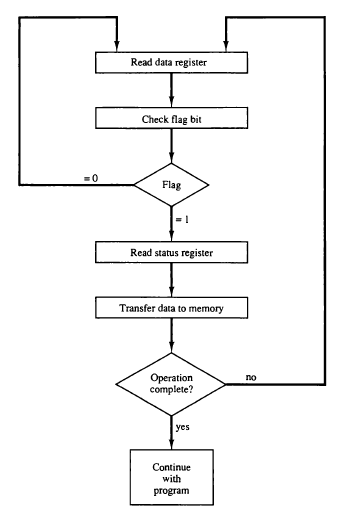 Read data register
Check flag bit
Flag
= 0
= 1
Read status register
Transfer data to memory
Operation
complete?
no
yes
Continue
with
program